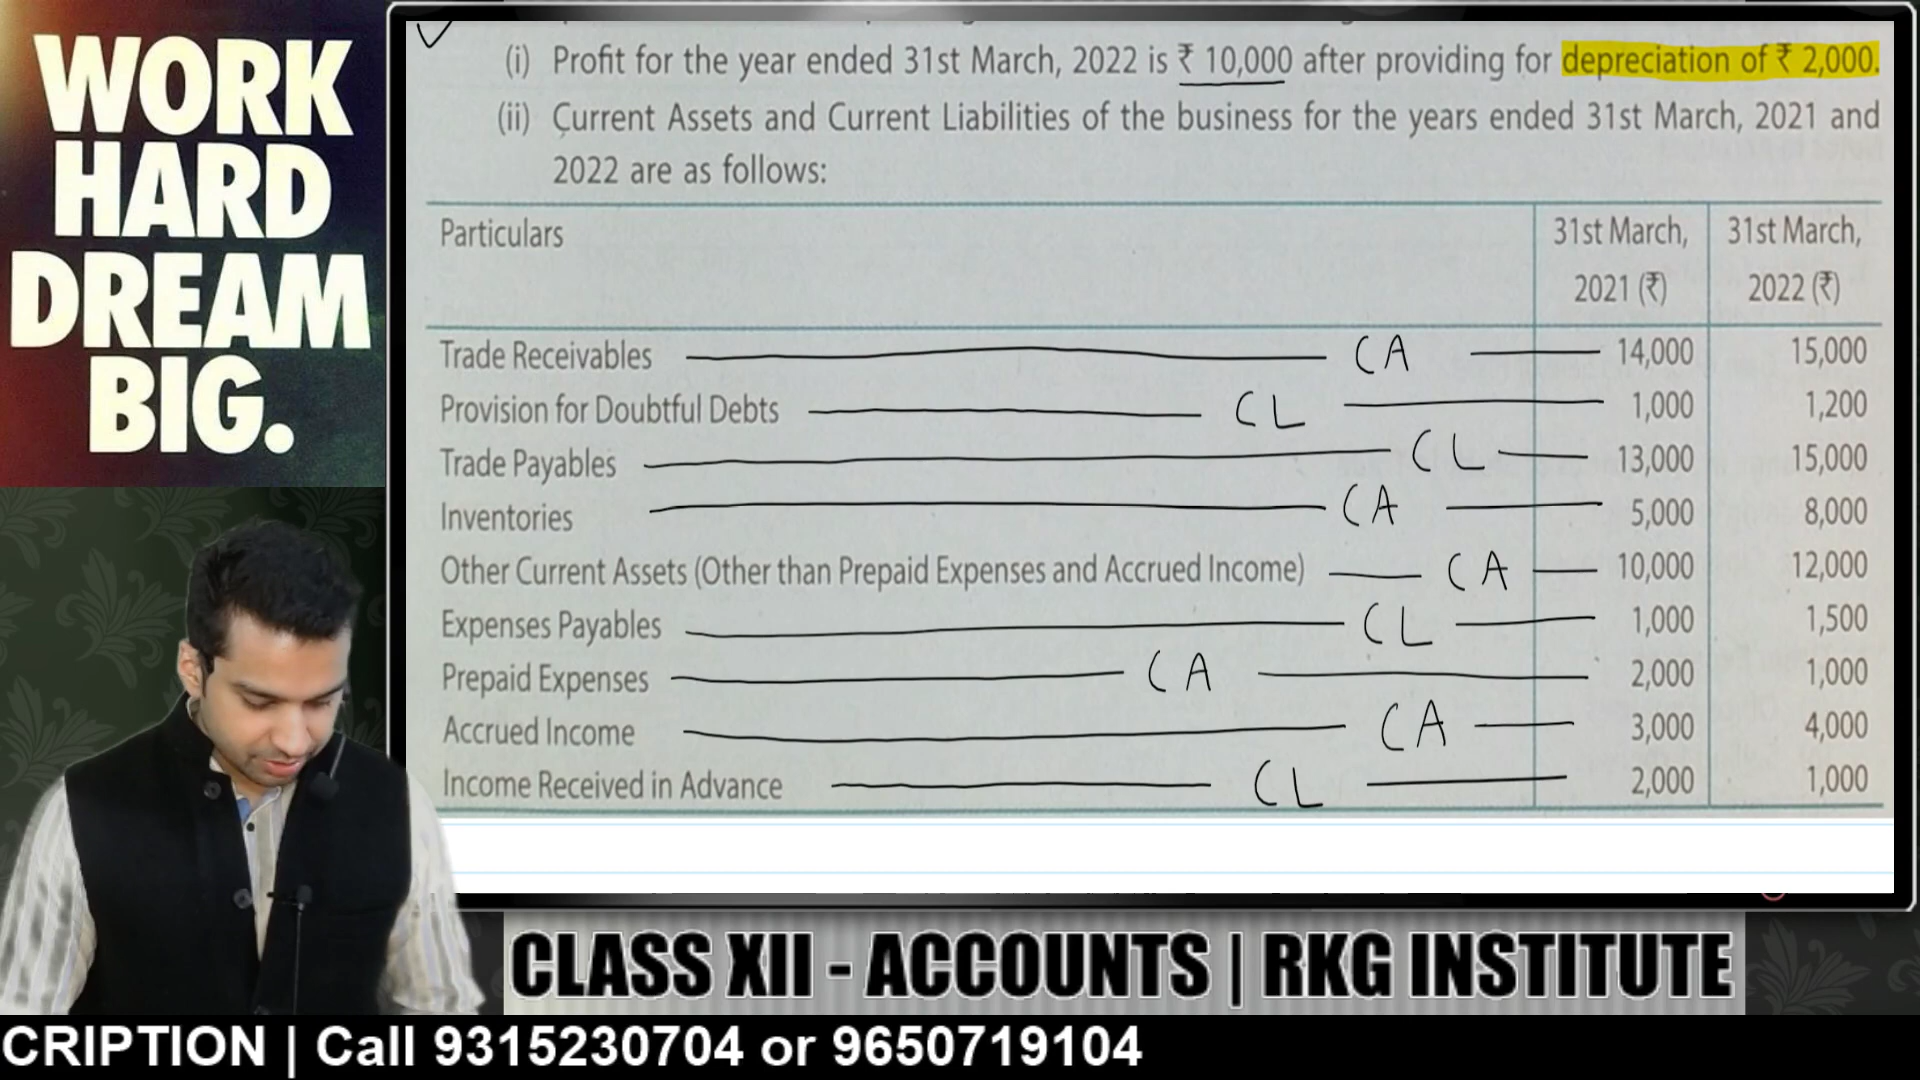 WORK
HARD
DREAM
BIG.
(i) Profit for the year ended 31st March, 2022 is ₹ 10,000 after providing for depreciation of ₹ 2,000.
(ii) Current Assets and Current Liabilities of the business for the years ended 31st March, 2021 and
2022 are as follows:
Particulars 31st March, 2021 (₹) 31st March, 2022 (₹)
Trade Receivables CA 14,000 15,000
Provision for Doubtful Debts CL 1,000 1,200
Trade Payables CL 13,000 15,000
Inventories CA 5,000 8,000
Other Current Assets (Other than Prepaid Expenses and Accrued Income) CA 10,000 12,000
Expenses Payables CL 1,000 1,500
Prepaid Expenses CA 2,000 1,000
Accrued Income CA 3,000 4,000
Income Received in Advance CL 2,000 1,000
CLASS XII - ACCOUNTS | RKG INSTITUTE
CRIPTION | Call 9315230704 or 9650719104